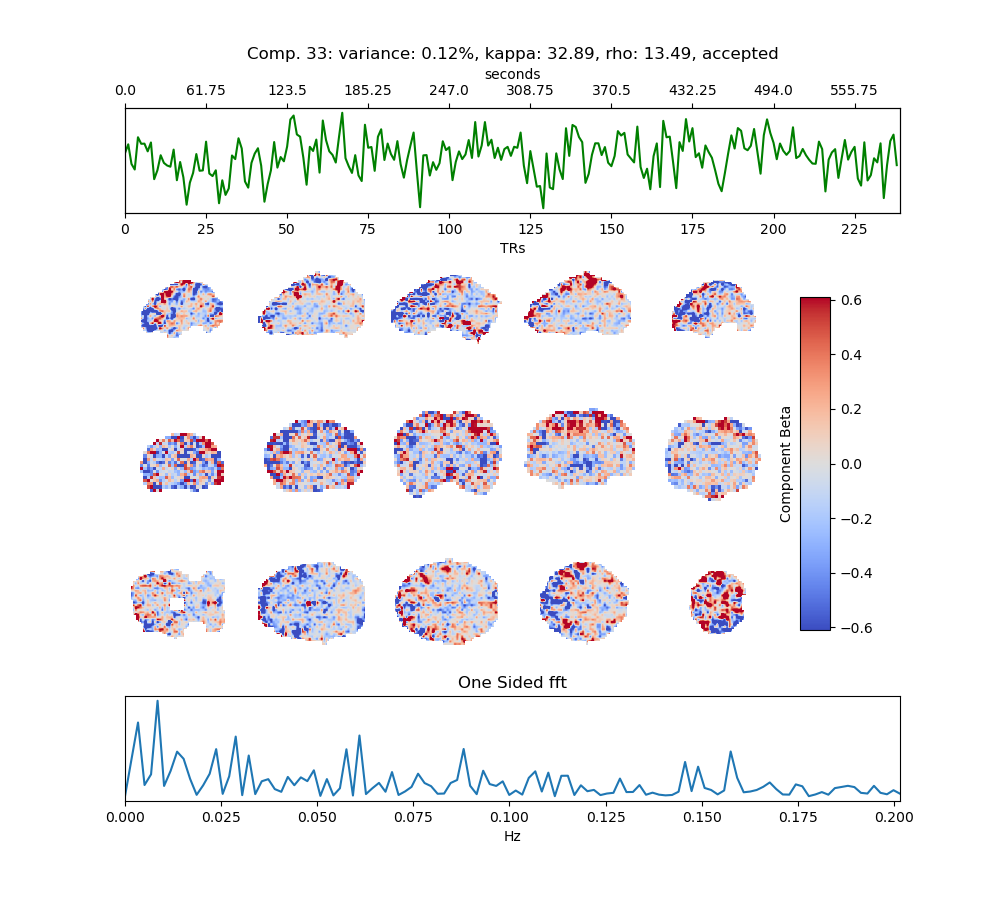 Comp. 33: variance: 0.12%, kappa: 32.89, rho: 13.49, accepted
seconds
0.0 61.75 123.5 185.25 247.0 308.75 370.5 432.25 494.0 555.75
0 25 50 75 100 125 150 175 200 225
TRs
0.6
0.4
0.2
0.0
−0.2
−0.4
−0.6
Component Beta
One Sided fft
0.000 0.025 0.050 0.075 0.100 0.125 0.150 0.175 0.200
Hz